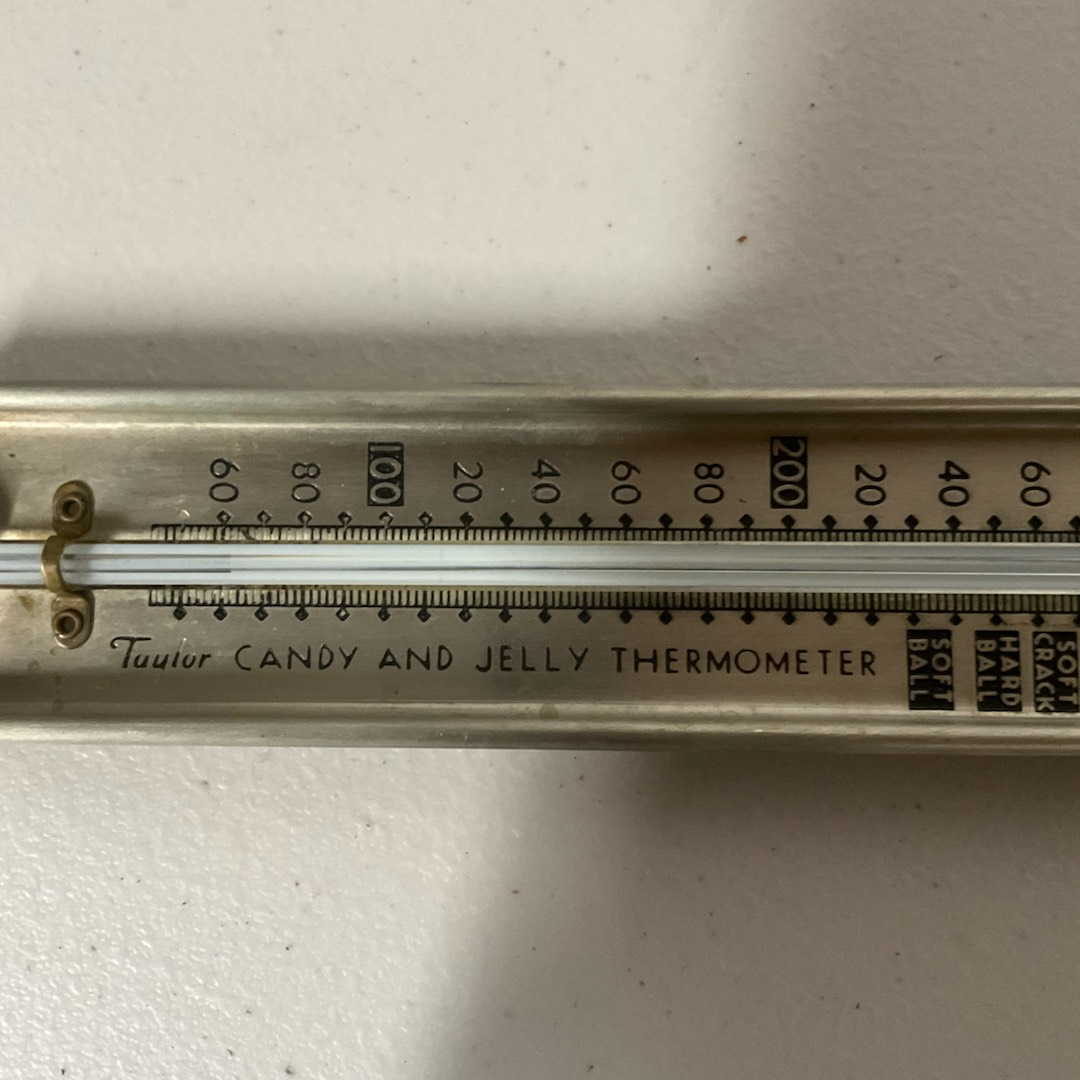 60 80 100 20 40 60 80 200 20 40 60
Taylor CANDY AND JELLY THERMOMETER
SOFT
BALL
HARD
BALL
SOFT
CRACK